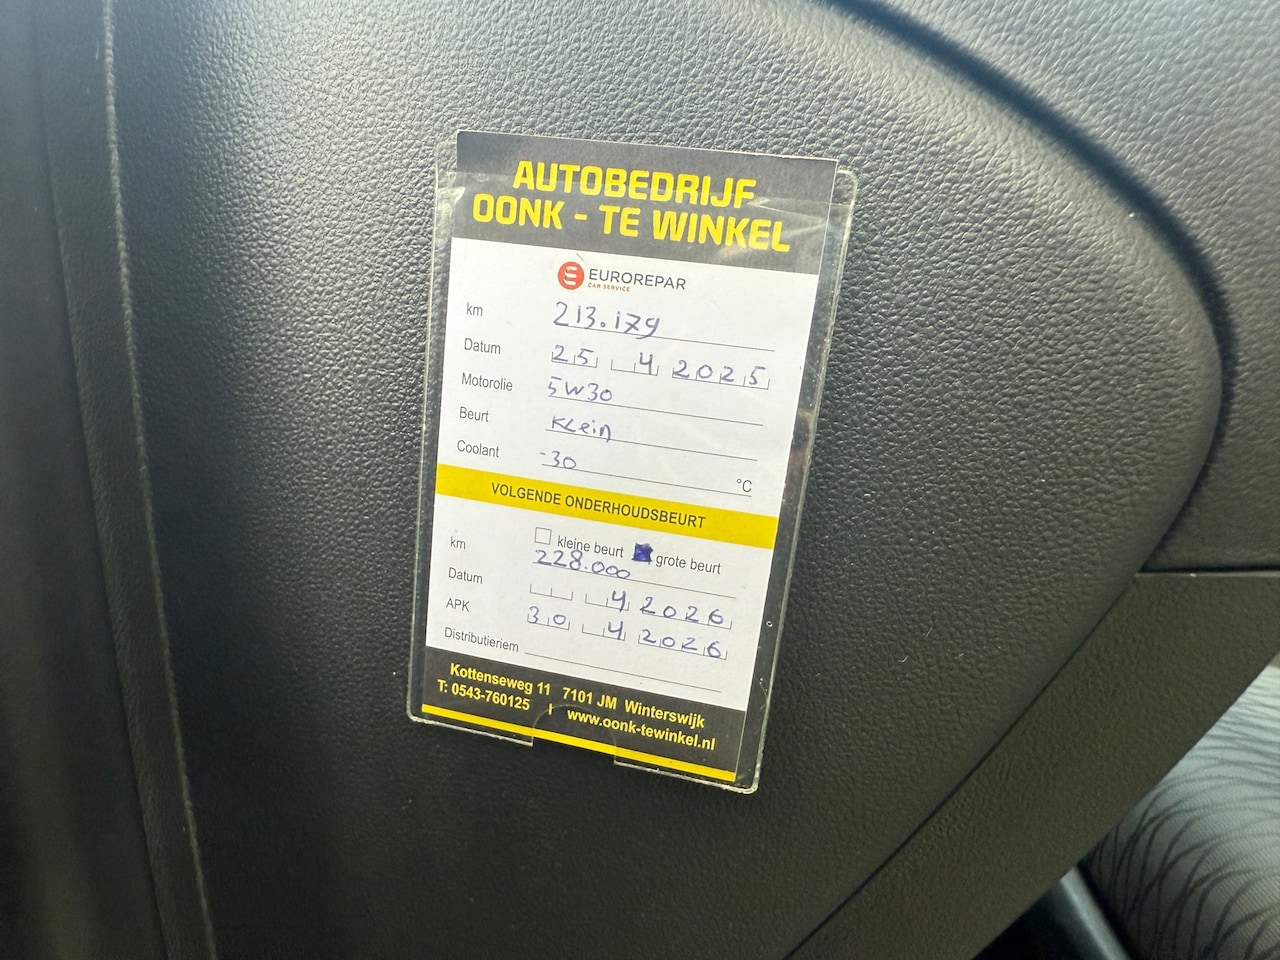 AUTOBEDRIJF
OONK - TE WINKEL
EUROREPAR
CAR SERVICE
km 213.179
Datum 25 4 2025
Motorolie 5W30
Beurt Klein
Coolant -30 °C
VOLGENDE ONDERHOUDSBEURT
kleine beurt grote beurt
km 228.000
Datum 4 2026
APK 30 4 2026
Distributieriem
Kottenseweg 11 7101 JM Winterswijk
T: 0543-760125 I www.oonk-tewinkel.nl